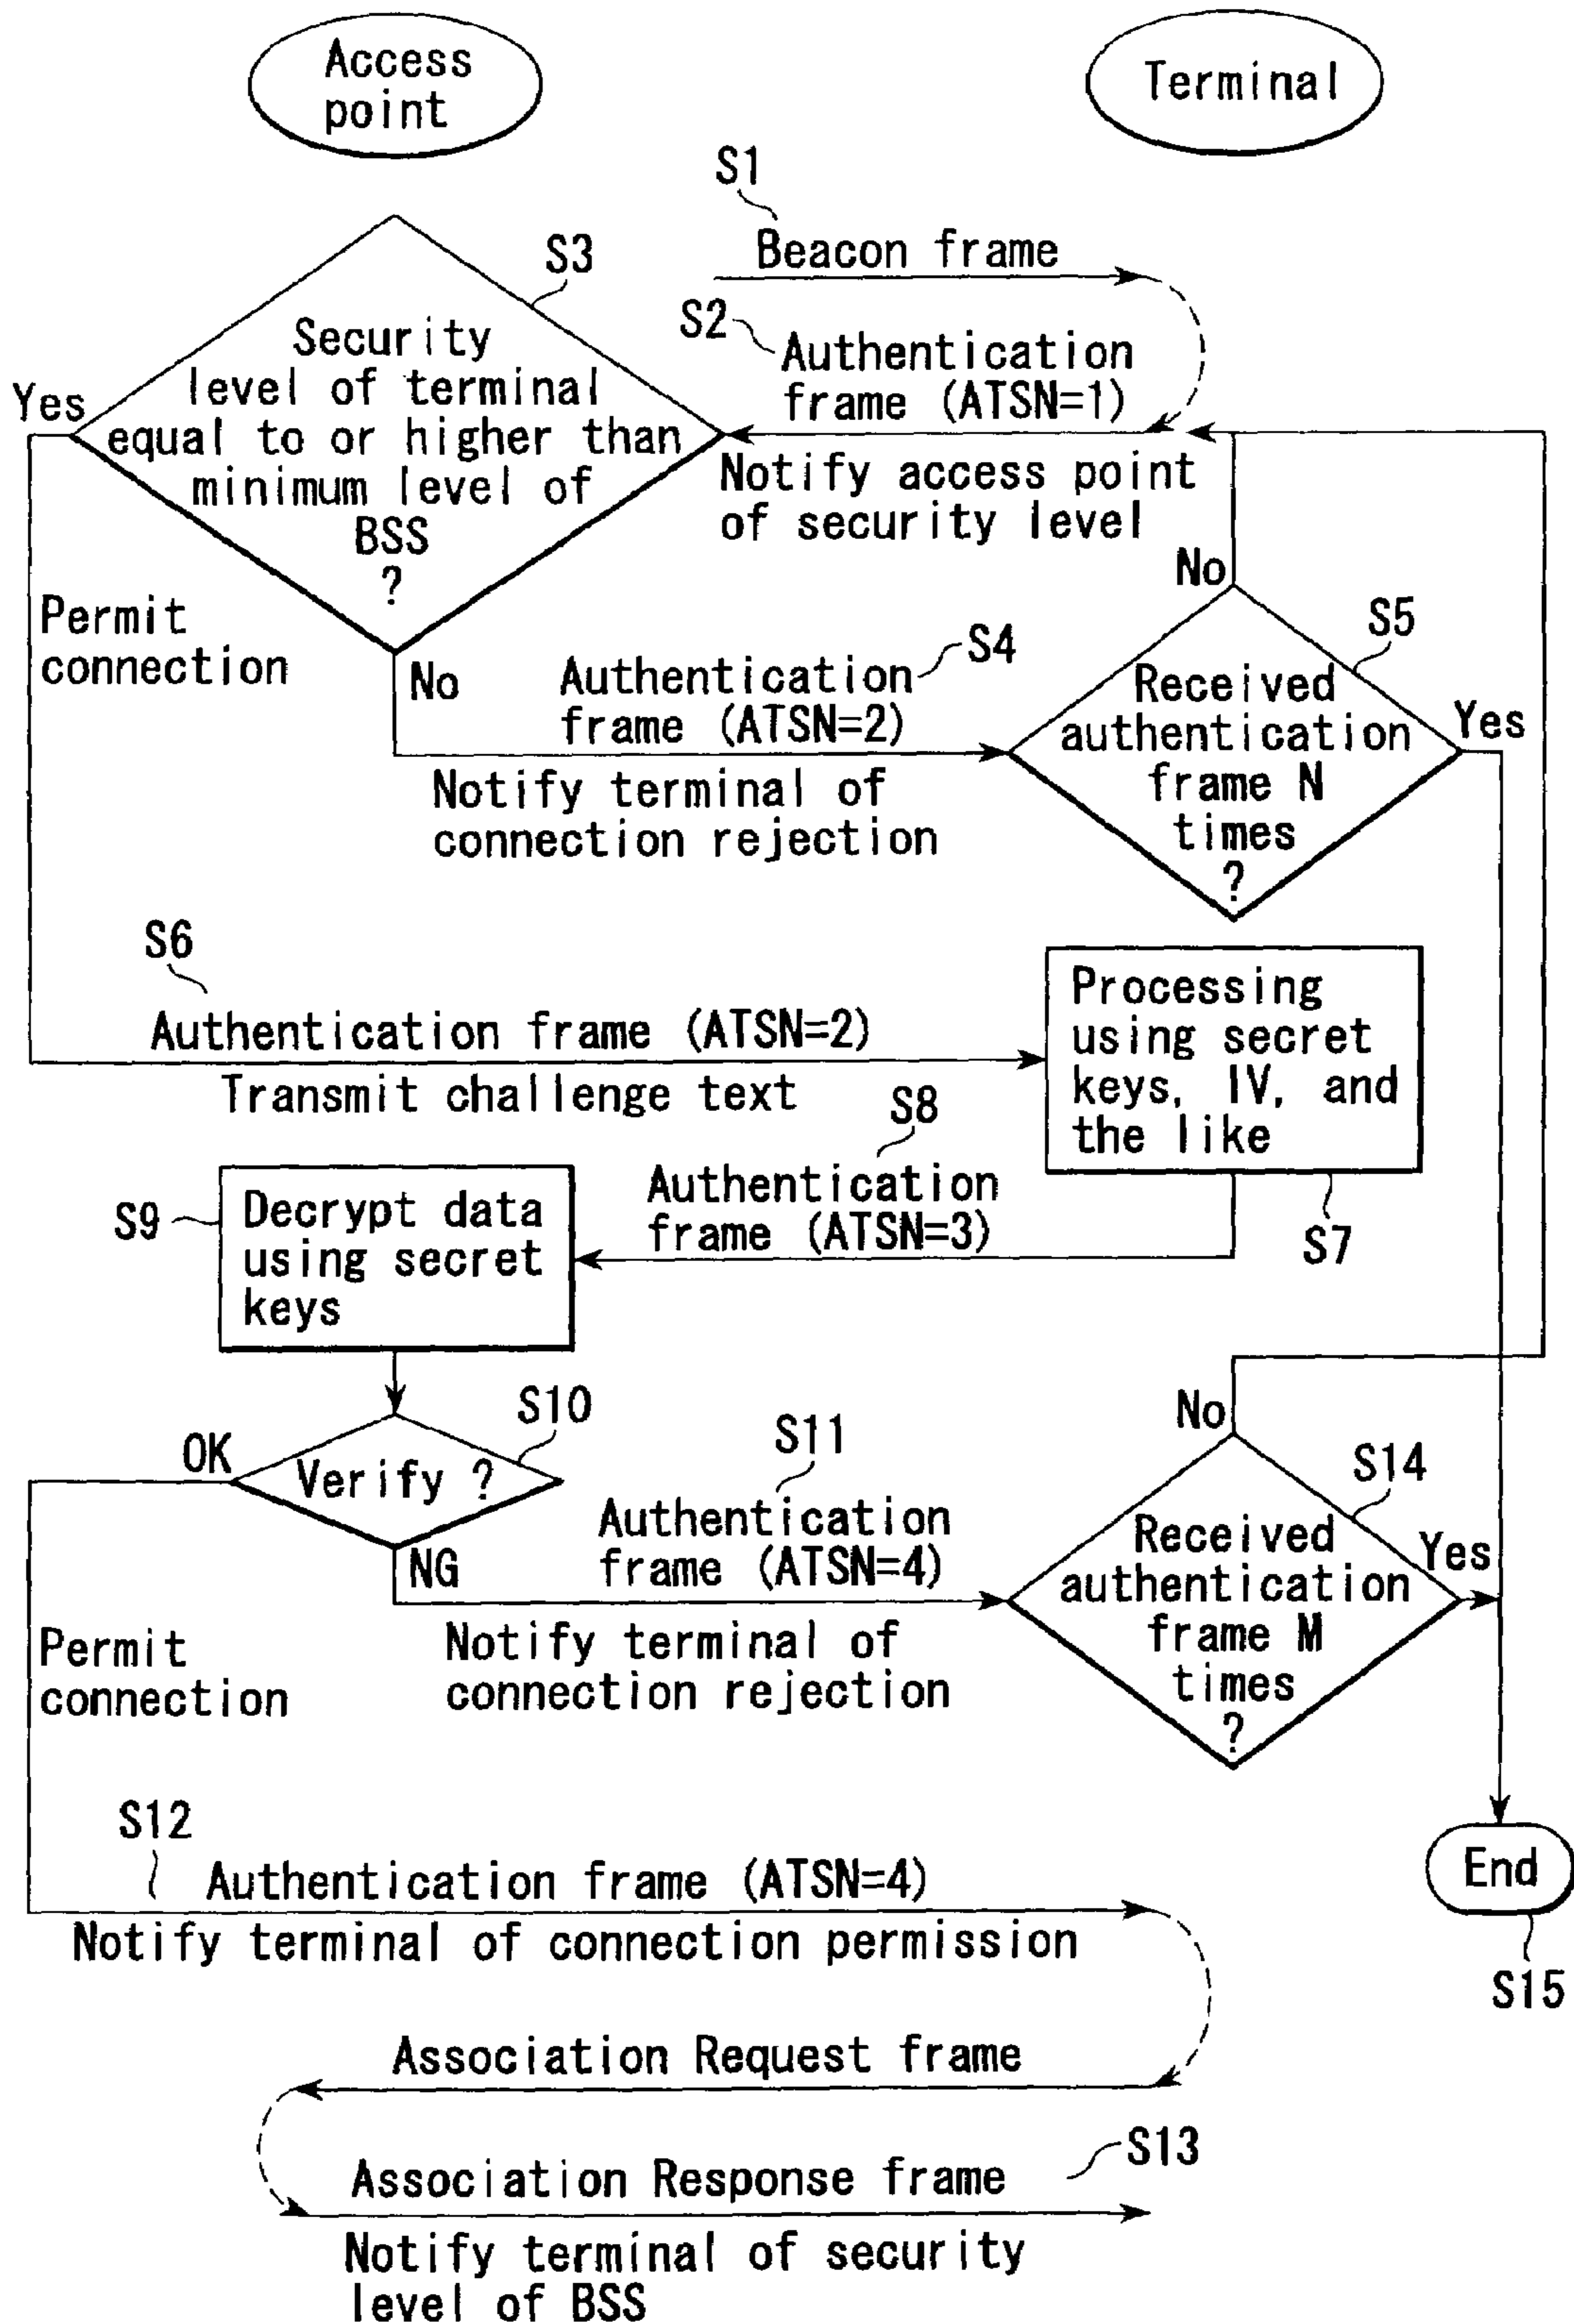 Access
point
Terminal
S1
Beacon frame
S3
S2
Authentication
frame (ATSN=1)
Security
level of terminal
equal to or higher than
minimum level of
BSS
?
Yes
Notify access point
of security level
No
Permit
connection
No
Authentication
frame (ATSN=2)
S4
S5
Received
authentication
frame N
times
?
Yes
Notify terminal of
connection rejection
S6
Authentication frame (ATSN=2)
Transmit challenge text
Processing
using secret
keys, IV, and
the like
S7
S8
Authentication
frame (ATSN=3)
S9
Decrypt data
using secret
keys
S10
OK
Verify ?
NG
S11
Authentication
frame (ATSN=4)
Notify terminal of
connection rejection
No
S14
Received
authentication
frame M
times
?
Yes
Permit
connection
S12
Authentication frame (ATSN=4)
Notify terminal of connection permission
End
S15
Association Request frame
S13
Association Response frame
Notify terminal of security
level of BSS